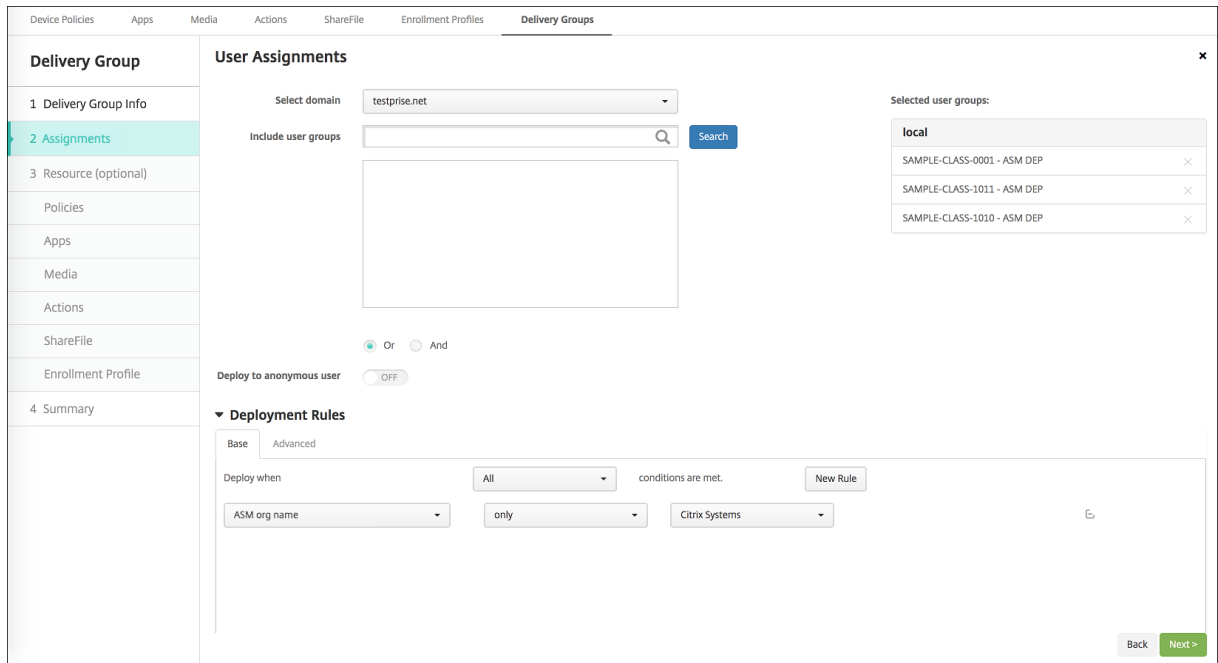 Device Policies Apps Media Actions ShareFile Enrollment Profiles Delivery Groups
Delivery Group
1 Delivery Group Info
2 Assignments
3 Resource (optional)
Policies
Apps
Media
Actions
ShareFile
Enrollment Profile
4 Summary
User Assignments
Select domain testprise.net
Include user groups Search
Or And
Deploy to anonymous user OFF
Selected user groups:
local
SAMPLE-CLASS-0001 - ASM DEP
SAMPLE-CLASS-1011 - ASM DEP
SAMPLE-CLASS-1010 - ASM DEP
Deployment Rules
Base Advanced
Deploy when All conditions are met. New Rule
ASM org name only Citrix Systems
Back Next >